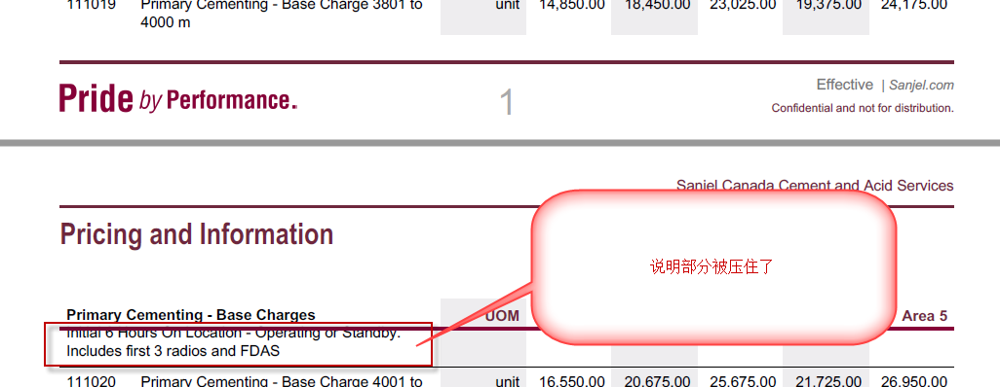 111019 Primary Cementing - Base Charge 3801 to unit 14,850.00 18,450.00 23,025.00 19,375.00 24,175.00
4000 m
Pride by Performance.
1
Effective | Sanjel.com
Confidential and not for distribution.
Sanjel Canada Cement and Acid Services
Pricing and Information
说明部分被压住了
Primary Cementing - Base Charges UOM Area 5
Initial 6 Hours On Location - Operating or Standby.
Includes first 3 radios and FDAS
111020 Primary Cementing - Base Charge 4001 to unit 16,550.00 20,675.00 25,675.00 21,725.00 26,950.00